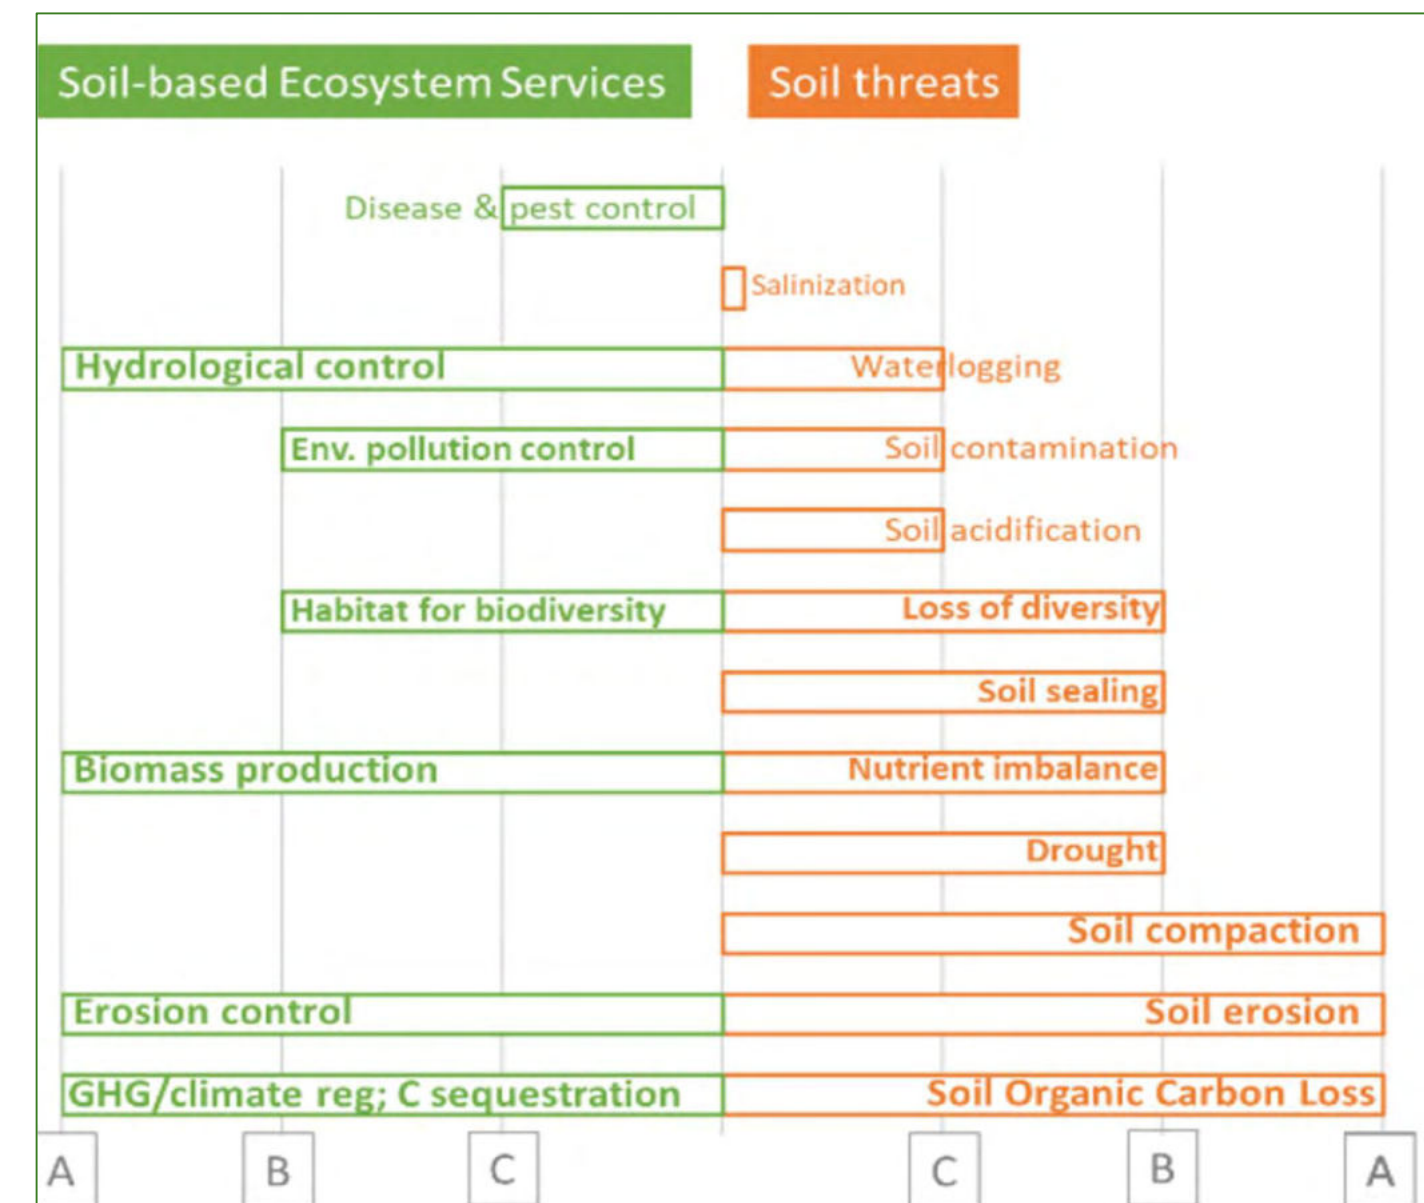 Soil-based Ecosystem Services
Soil threats
Disease & pest control
Salinization
Hydrological control
Waterlogging
Env. pollution control
Soil contamination
Soil acidification
Habitat for biodiversity
Loss of diversity
Soil sealing
Biomass production
Nutrient imbalance
Drought
Soil compaction
Erosion control
Soil erosion
GHG/climate reg; C sequestration
Soil Organic Carbon Loss
A B C C B A